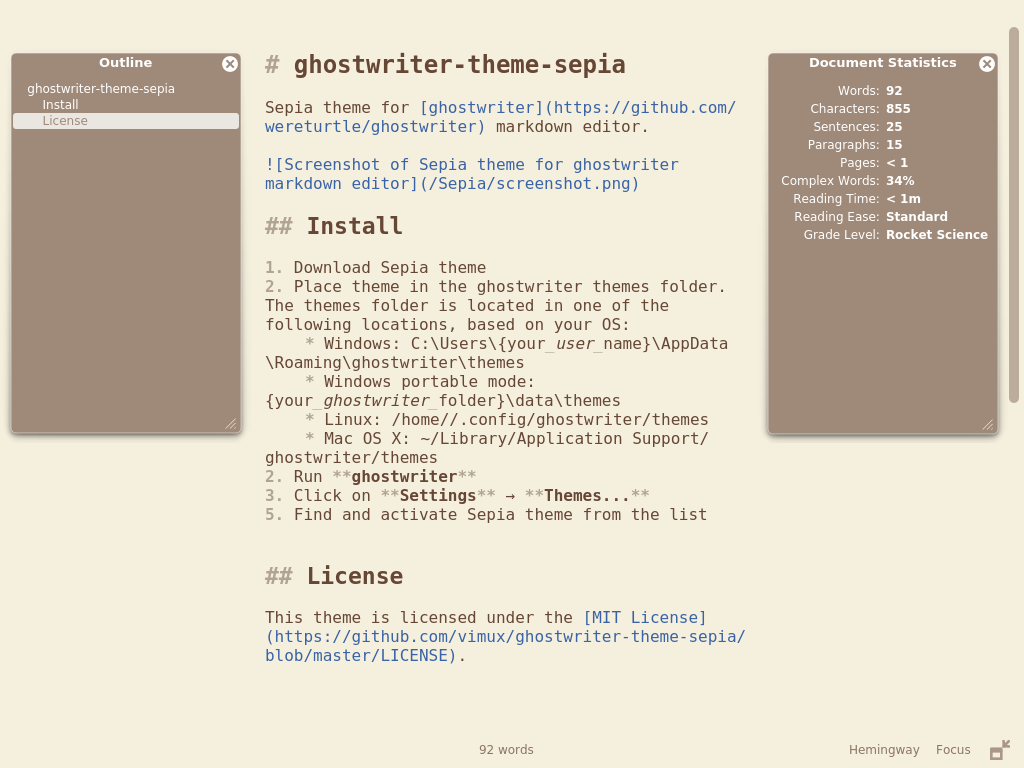 Outline
ghostwriter-theme-sepia
Install
License
# ghostwriter-theme-sepia
Sepia theme for [ghostwriter](https://github.com/
wereturtle/ghostwriter) markdown editor.
![Screenshot of Sepia theme for ghostwriter
markdown editor](/Sepia/screenshot.png)
## Install
1. Download Sepia theme
2. Place theme in the ghostwriter themes folder.
The themes folder is located in one of the
following locations, based on your OS:
* Windows: C:\Users\{your_user_name}\AppData
\Roaming\ghostwriter\themes
* Windows portable mode:
{your_ghostwriter_folder}\data\themes
* Linux: /home//.config/ghostwriter/themes
* Mac OS X: ~/Library/Application Support/
ghostwriter/themes
2. Run **ghostwriter**
3. Click on **Settings** → **Themes...**
5. Find and activate Sepia theme from the list
## License
This theme is licensed under the [MIT License]
(https://github.com/vimux/ghostwriter-theme-sepia/
blob/master/LICENSE).
Document Statistics
Words: 92
Characters: 855
Sentences: 25
Paragraphs: 15
Pages: < 1
Complex Words: 34%
Reading Time: < 1m
Reading Ease: Standard
Grade Level: Rocket Science
92 words
Hemingway Focus